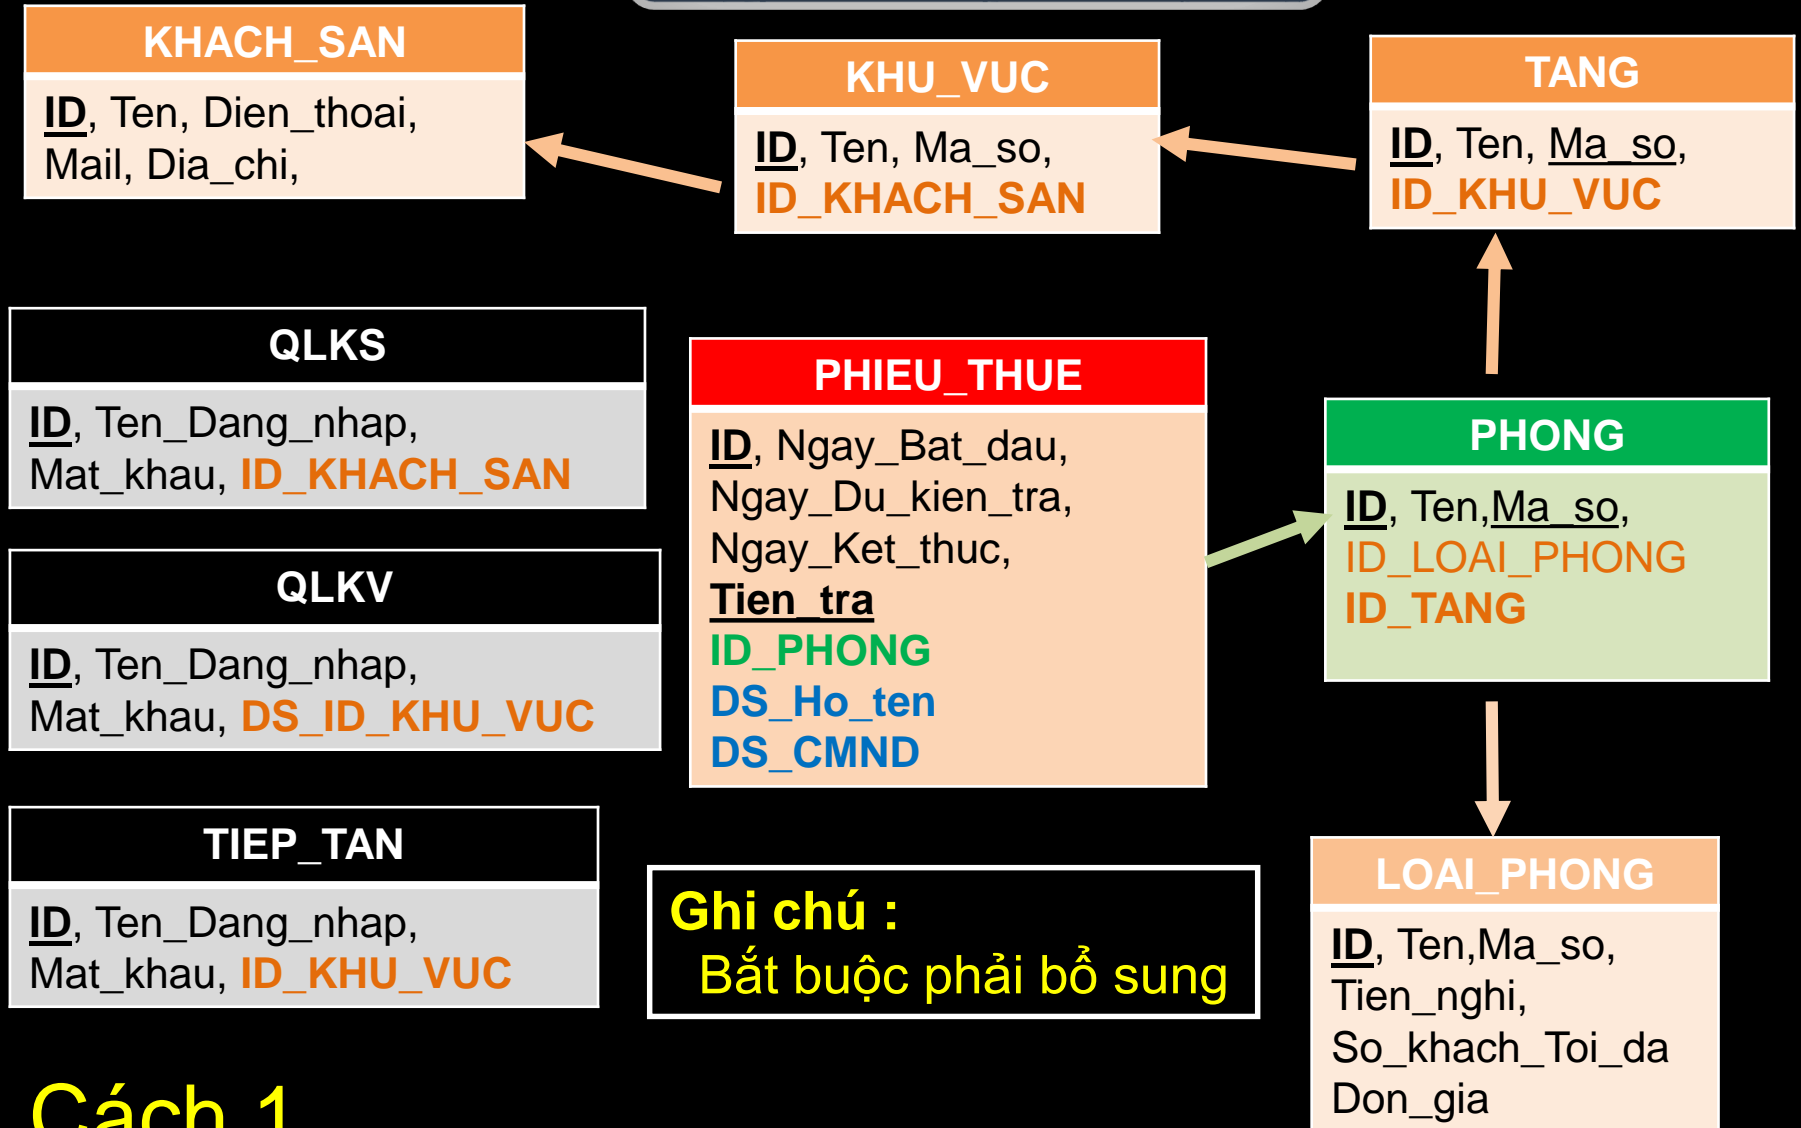 KHACH_SAN
ID, Ten, Dien_thoai,
Mail, Dia_chi,
KHU_VUC
ID, Ten, Ma_so,
ID_KHACH_SAN
TANG
ID, Ten, Ma_so,
ID_KHU_VUC
QLKS
ID, Ten_Dang_nhap,
Mat_khau, ID_KHACH_SAN
QLKV
ID, Ten_Dang_nhap,
Mat_khau, DS_ID_KHU_VUC
TIEP_TAN
ID, Ten_Dang_nhap,
Mat_khau, ID_KHU_VUC
PHIEU_THUE
ID, Ngay_Bat_dau,
Ngay_Du_kien_tra,
Ngay_Ket_thuc,
Tien_tra
ID_PHONG
DS_Ho_ten
DS_CMND
PHONG
ID, Ten,Ma_so,
ID_LOAI_PHONG
ID_TANG
Ghi chú :
Bắt buộc phải bổ sung
LOAI_PHONG
ID, Ten,Ma_so,
Tien_nghi,
So_khach_Toi_da
Don_gia
Cách 1